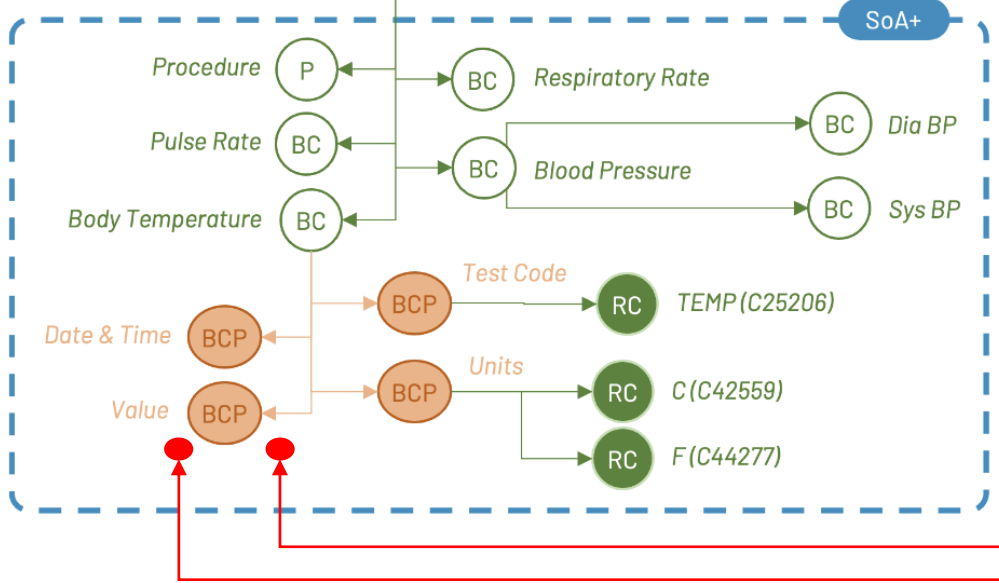 SoA+
Procedure
P
BC
Respiratory Rate
Pulse Rate
BC
BC
Blood Pressure
BC
Dia BP
BC
Sys BP
Body Temperature
BC
Test Code
BCP
RC
TEMP (C25206)
Date & Time
BCP
Units
BCP
RC
C (C42559)
Value
BCP
RC
F (C44277)